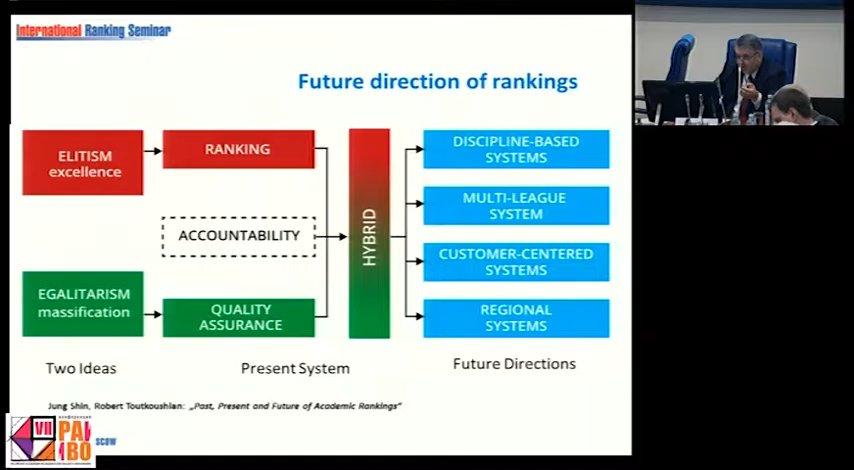 International Ranking Seminar
Future direction of rankings
ELITISM
excellence
RANKING
ACCOUNTABILITY
EGALITARISM
massification
QUALITY
ASSURANCE
HYBRID
DISCIPLINE-BASED
SYSTEMS
MULTI-LEAGUE
SYSTEM
CUSTOMER-CENTERED
SYSTEMS
REGIONAL
SYSTEMS
Two Ideas
Present System
Future Directions
Jung Shin, Robert Toutkoushian: „Past, Present and Future of Academic Rankings”
VII
scow